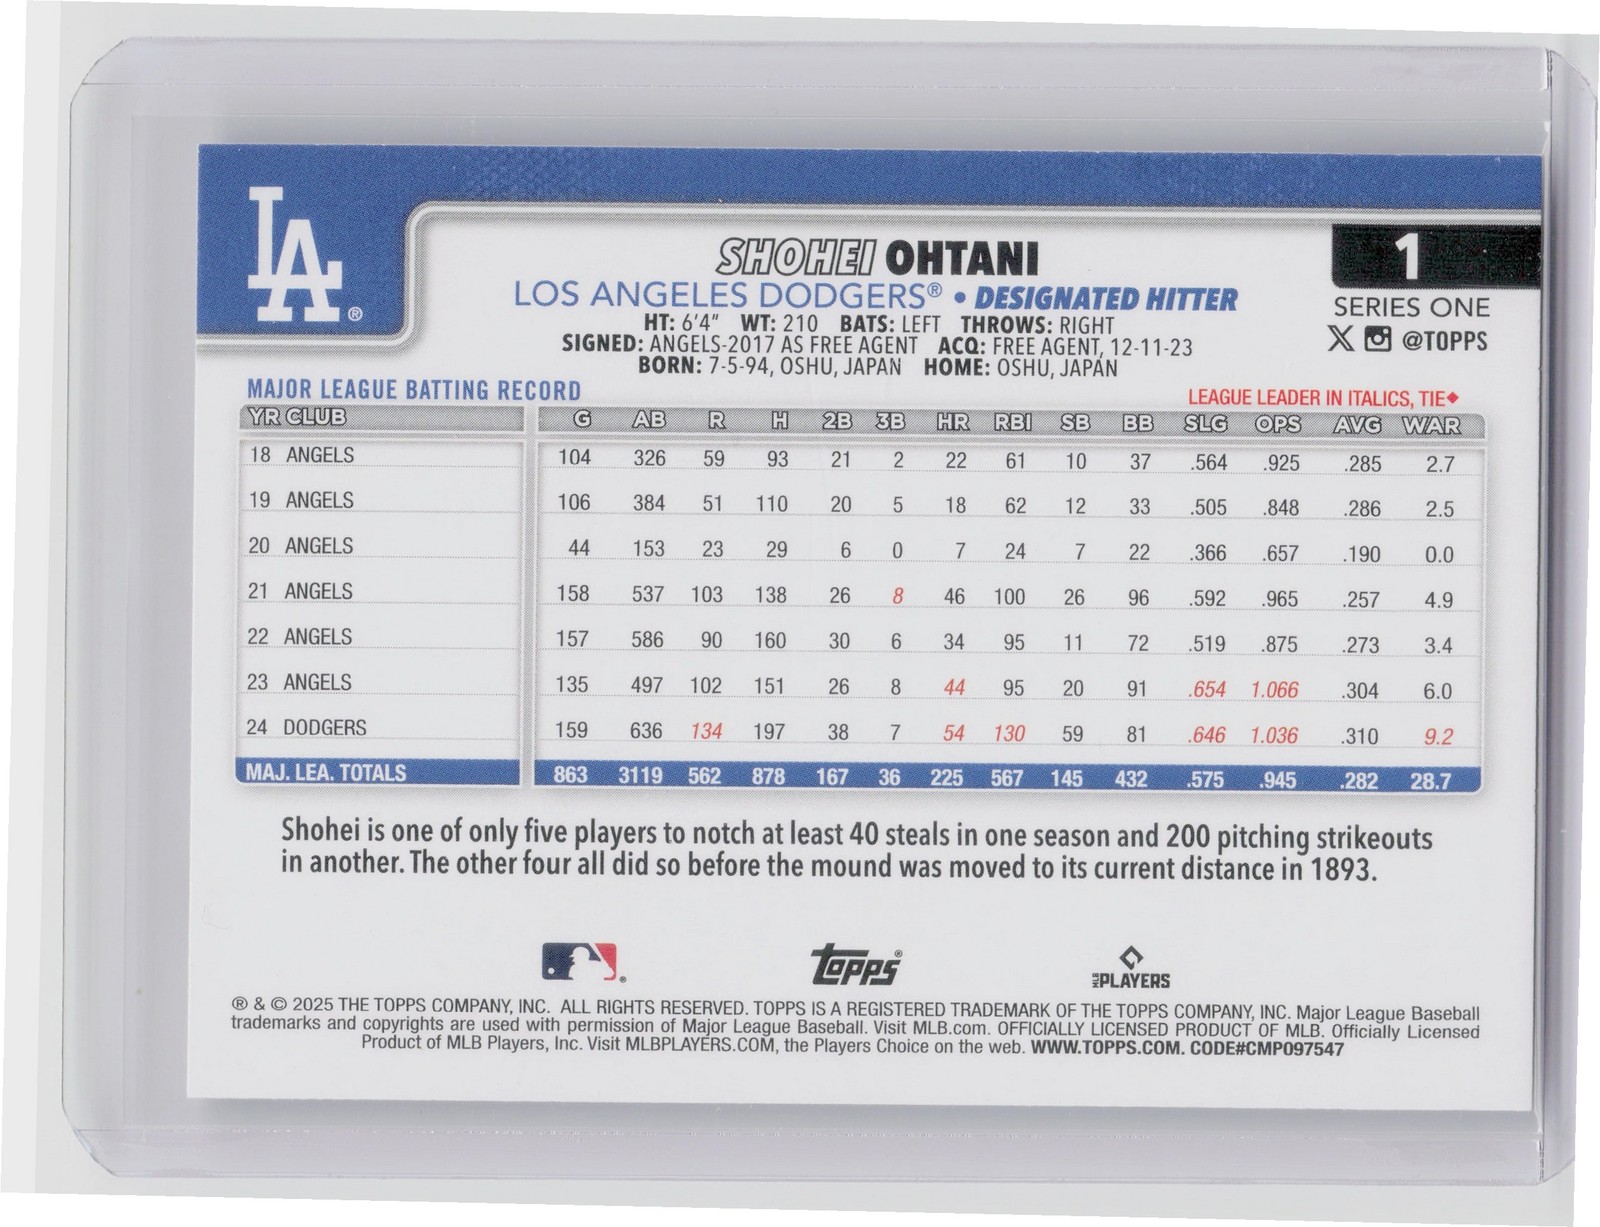 LA®
SHOHEI OHTANI
1
LOS ANGELES DODGERS® • DESIGNATED HITTER
SERIES ONE
HT: 6'4" WT: 210 BATS: LEFT THROWS: RIGHT
SIGNED: ANGELS-2017 AS FREE AGENT ACQ: FREE AGENT, 12-11-23
X @TOPPS
BORN: 7-5-94, OSHU, JAPAN HOME: OSHU, JAPAN
MAJOR LEAGUE BATTING RECORD
LEAGUE LEADER IN ITALICS, TIE◆
YR CLUB G AB R H 2B 3B HR RBI SB BB SLG OPS AVG WAR
18 ANGELS 104 326 59 93 21 2 22 61 10 37 .564 .925 .285 2.7
19 ANGELS 106 384 51 110 20 5 18 62 12 33 .505 .848 .286 2.5
20 ANGELS 44 153 23 29 6 0 7 24 7 22 .366 .657 .190 0.0
21 ANGELS 158 537 103 138 26 8 46 100 26 96 .592 .965 .257 4.9
22 ANGELS 157 586 90 160 30 6 34 95 11 72 .519 .875 .273 3.4
23 ANGELS 135 497 102 151 26 8 44 95 20 91 .654 1.066 .304 6.0
24 DODGERS 159 636 134 197 38 7 54 130 59 81 .646 1.036 .310 9.2
MAJ. LEA. TOTALS 863 3119 562 878 167 36 225 567 145 432 .575 .945 .282 28.7
Shohei is one of only five players to notch at least 40 steals in one season and 200 pitching strikeouts
in another. The other four all did so before the mound was moved to its current distance in 1893.
Topps® MLB PLAYERS
® & © 2025 THE TOPPS COMPANY, INC. ALL RIGHTS RESERVED. TOPPS IS A REGISTERED TRADEMARK OF THE TOPPS COMPANY, INC. Major League Baseball
trademarks and copyrights are used with permission of Major League Baseball. Visit MLB.com. OFFICIALLY LICENSED PRODUCT OF MLB. Officially Licensed
Product of MLB Players, Inc. Visit MLBPLAYERS.COM, the Players Choice on the web. WWW.TOPPS.COM. CODE#CMP097547